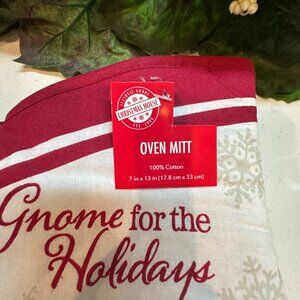 CHRISTMAS HOUSE
OVEN MITT
100% Cotton
7 in x 13 in (17.8 cm x 33 cm)
Gnome for the
Holidays